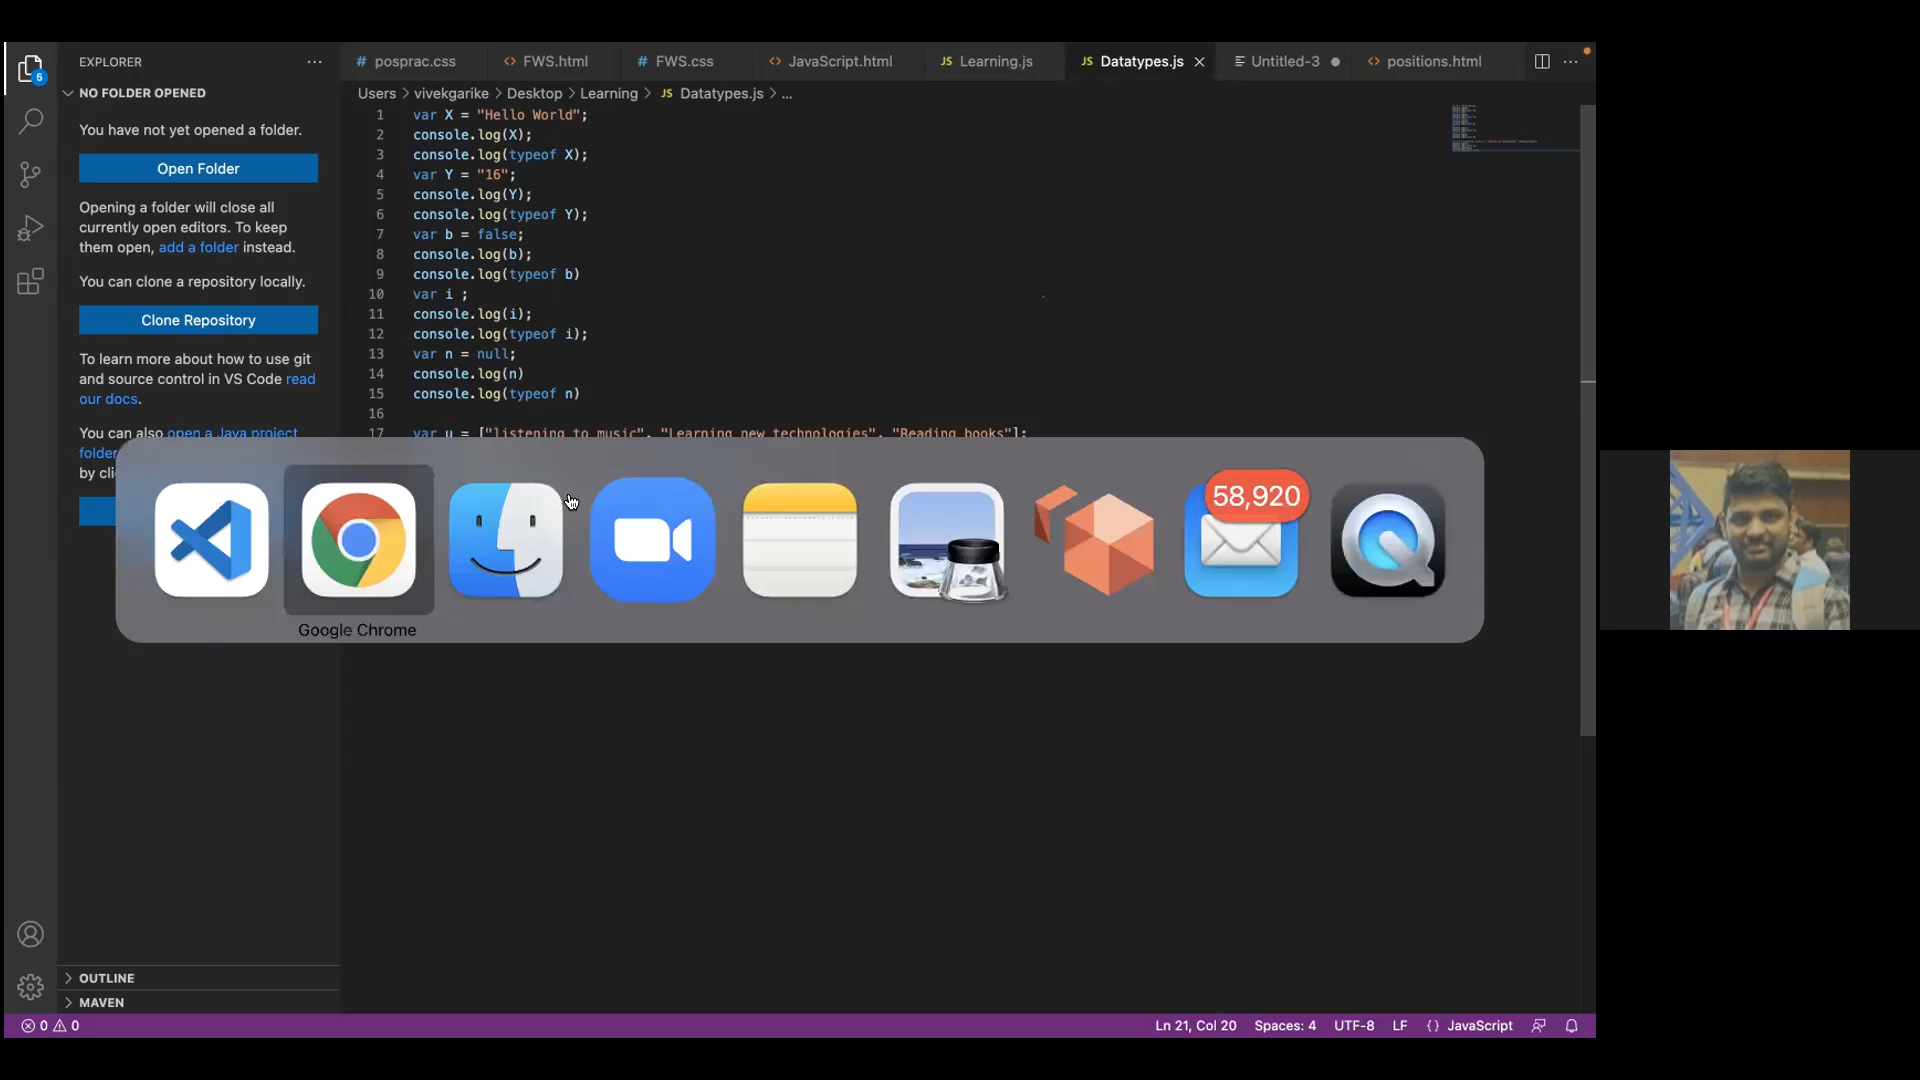 EXPLORER
NO FOLDER OPENED
You have not yet opened a folder.
Open Folder
Opening a folder will close all
currently open editors. To keep
them open, add a folder instead.
You can clone a repository locally.
Clone Repository
To learn more about how to use git
and source control in VS Code read
our docs.
You can also open a Java project
folder
by cli
OUTLINE
MAVEN
5
# posprac.css
<> FWS.html
# FWS.css
<> JavaScript.html
JS Learning.js
JS Datatypes.js
Untitled-3
<> positions.html
Users > vivekgarike > Desktop > Learning > JS Datatypes.js > ...
1 var X = "Hello World";
2 console.log(X);
3 console.log(typeof X);
4 var Y = "16";
5 console.log(Y);
6 console.log(typeof Y);
7 var b = false;
8 console.log(b);
9 console.log(typeof b)
10 var i ;
11 console.log(i);
12 console.log(typeof i);
13 var n = null;
14 console.log(n)
15 console.log(typeof n)
16
17 var u = ["listening to music", "Learning new technologies", "Reading books"];
58,920
Google Chrome
0 0
Ln 21, Col 20
Spaces: 4
UTF-8
LF
{} JavaScript